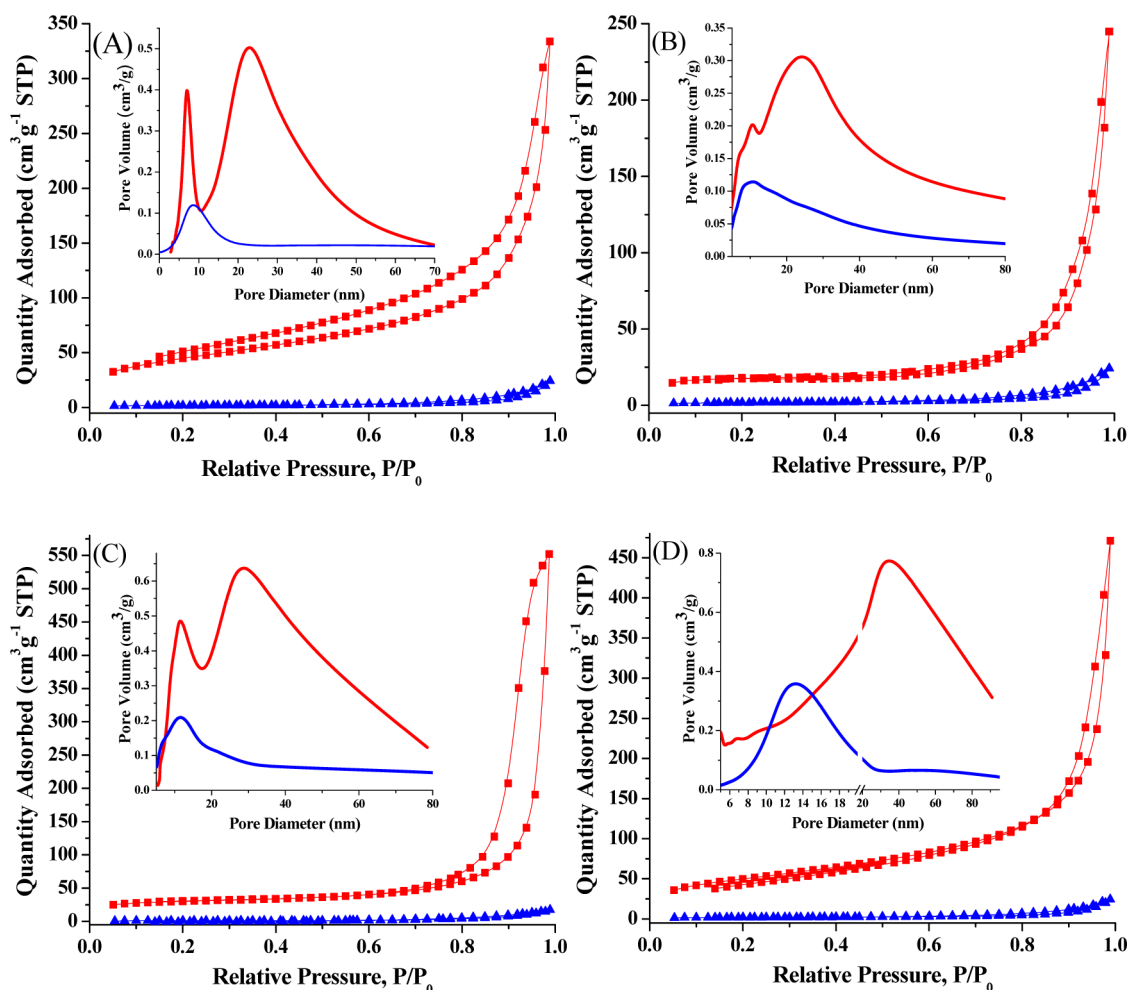 (A)
Quantity Adsorbed (cm³ g⁻¹ STP)
350
300
250
200
150
100
50
0
0.0 0.2 0.4 0.6 0.8 1.0
Relative Pressure, P/P₀
Pore Volume (cm³/g)
0.5
0.4
0.3
0.2
0.1
0.0
0 10 20 30 40 50 60 70
Pore Diameter (nm)
(B)
Quantity Adsorbed (cm³ g⁻¹ STP)
250
200
150
100
50
0
0.0 0.2 0.4 0.6 0.8 1.0
Relative Pressure, P/P₀
Pore Volume (cm³/g)
0.35
0.30
0.25
0.20
0.15
0.10
0.05
0.00
20 40 60 80
Pore Diameter (nm)
(C)
Quantity Adsorbed (cm³ g⁻¹ STP)
550
500
450
400
350
300
250
200
150
100
50
0
0.0 0.2 0.4 0.6 0.8 1.0
Relative Pressure, P/P₀
Pore Volume (cm³/g)
0.6
0.5
0.4
0.3
0.2
0.1
0.0
20 40 60 80
Pore Diameter (nm)
(D)
Quantity Adsorbed (cm³ g⁻¹ STP)
450
400
350
300
250
200
150
100
50
0
0.0 0.2 0.4 0.6 0.8 1.0
Relative Pressure, P/P₀
Pore Volume (cm³/g)
0.8
0.6
0.4
0.2
0.0
6 8 10 12 14 16 18 20 40 60 80
Pore Diameter (nm)